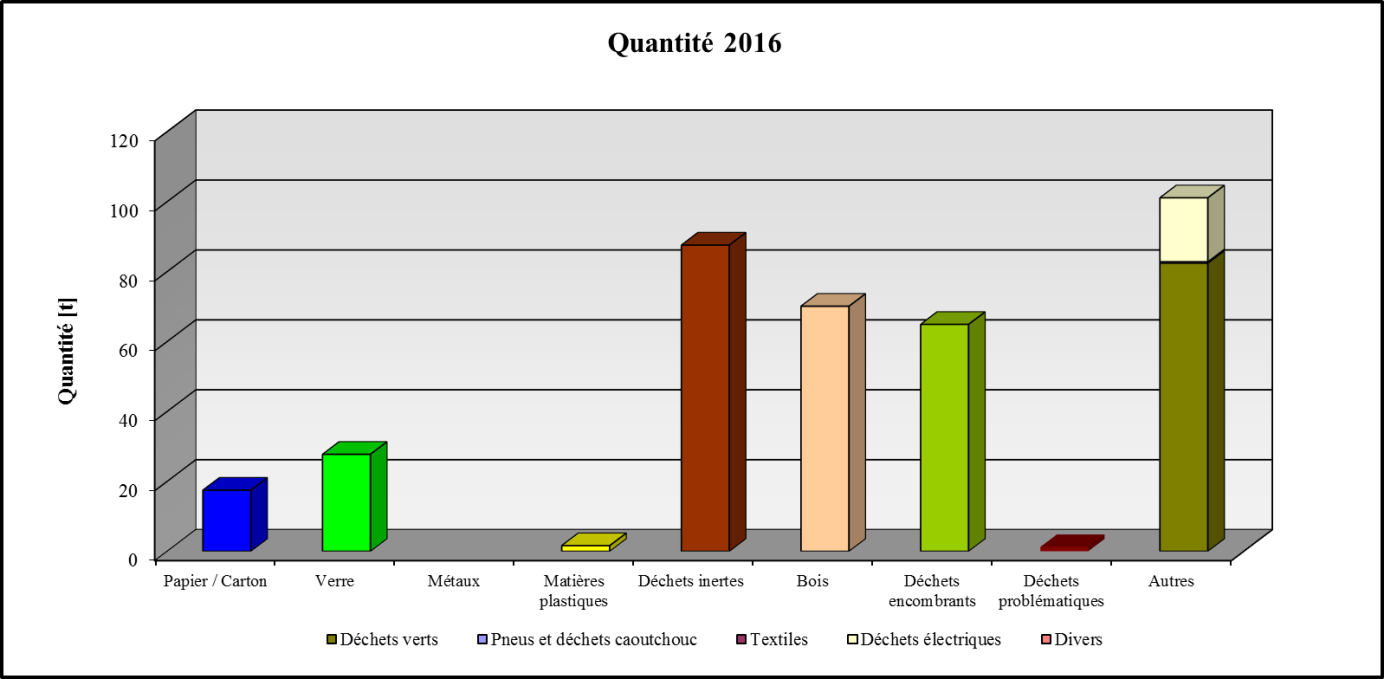 Quantité 2016
Quantité [t]
120
100
80
60
40
20
0
Papier / Carton
Verre
Métaux
Matières
plastiques
Déchets inertes
Bois
Déchets
encombrants
Déchets
problématiques
Autres
Déchets verts
Pneus et déchets caoutchouc
Textiles
Déchets électriques
Divers